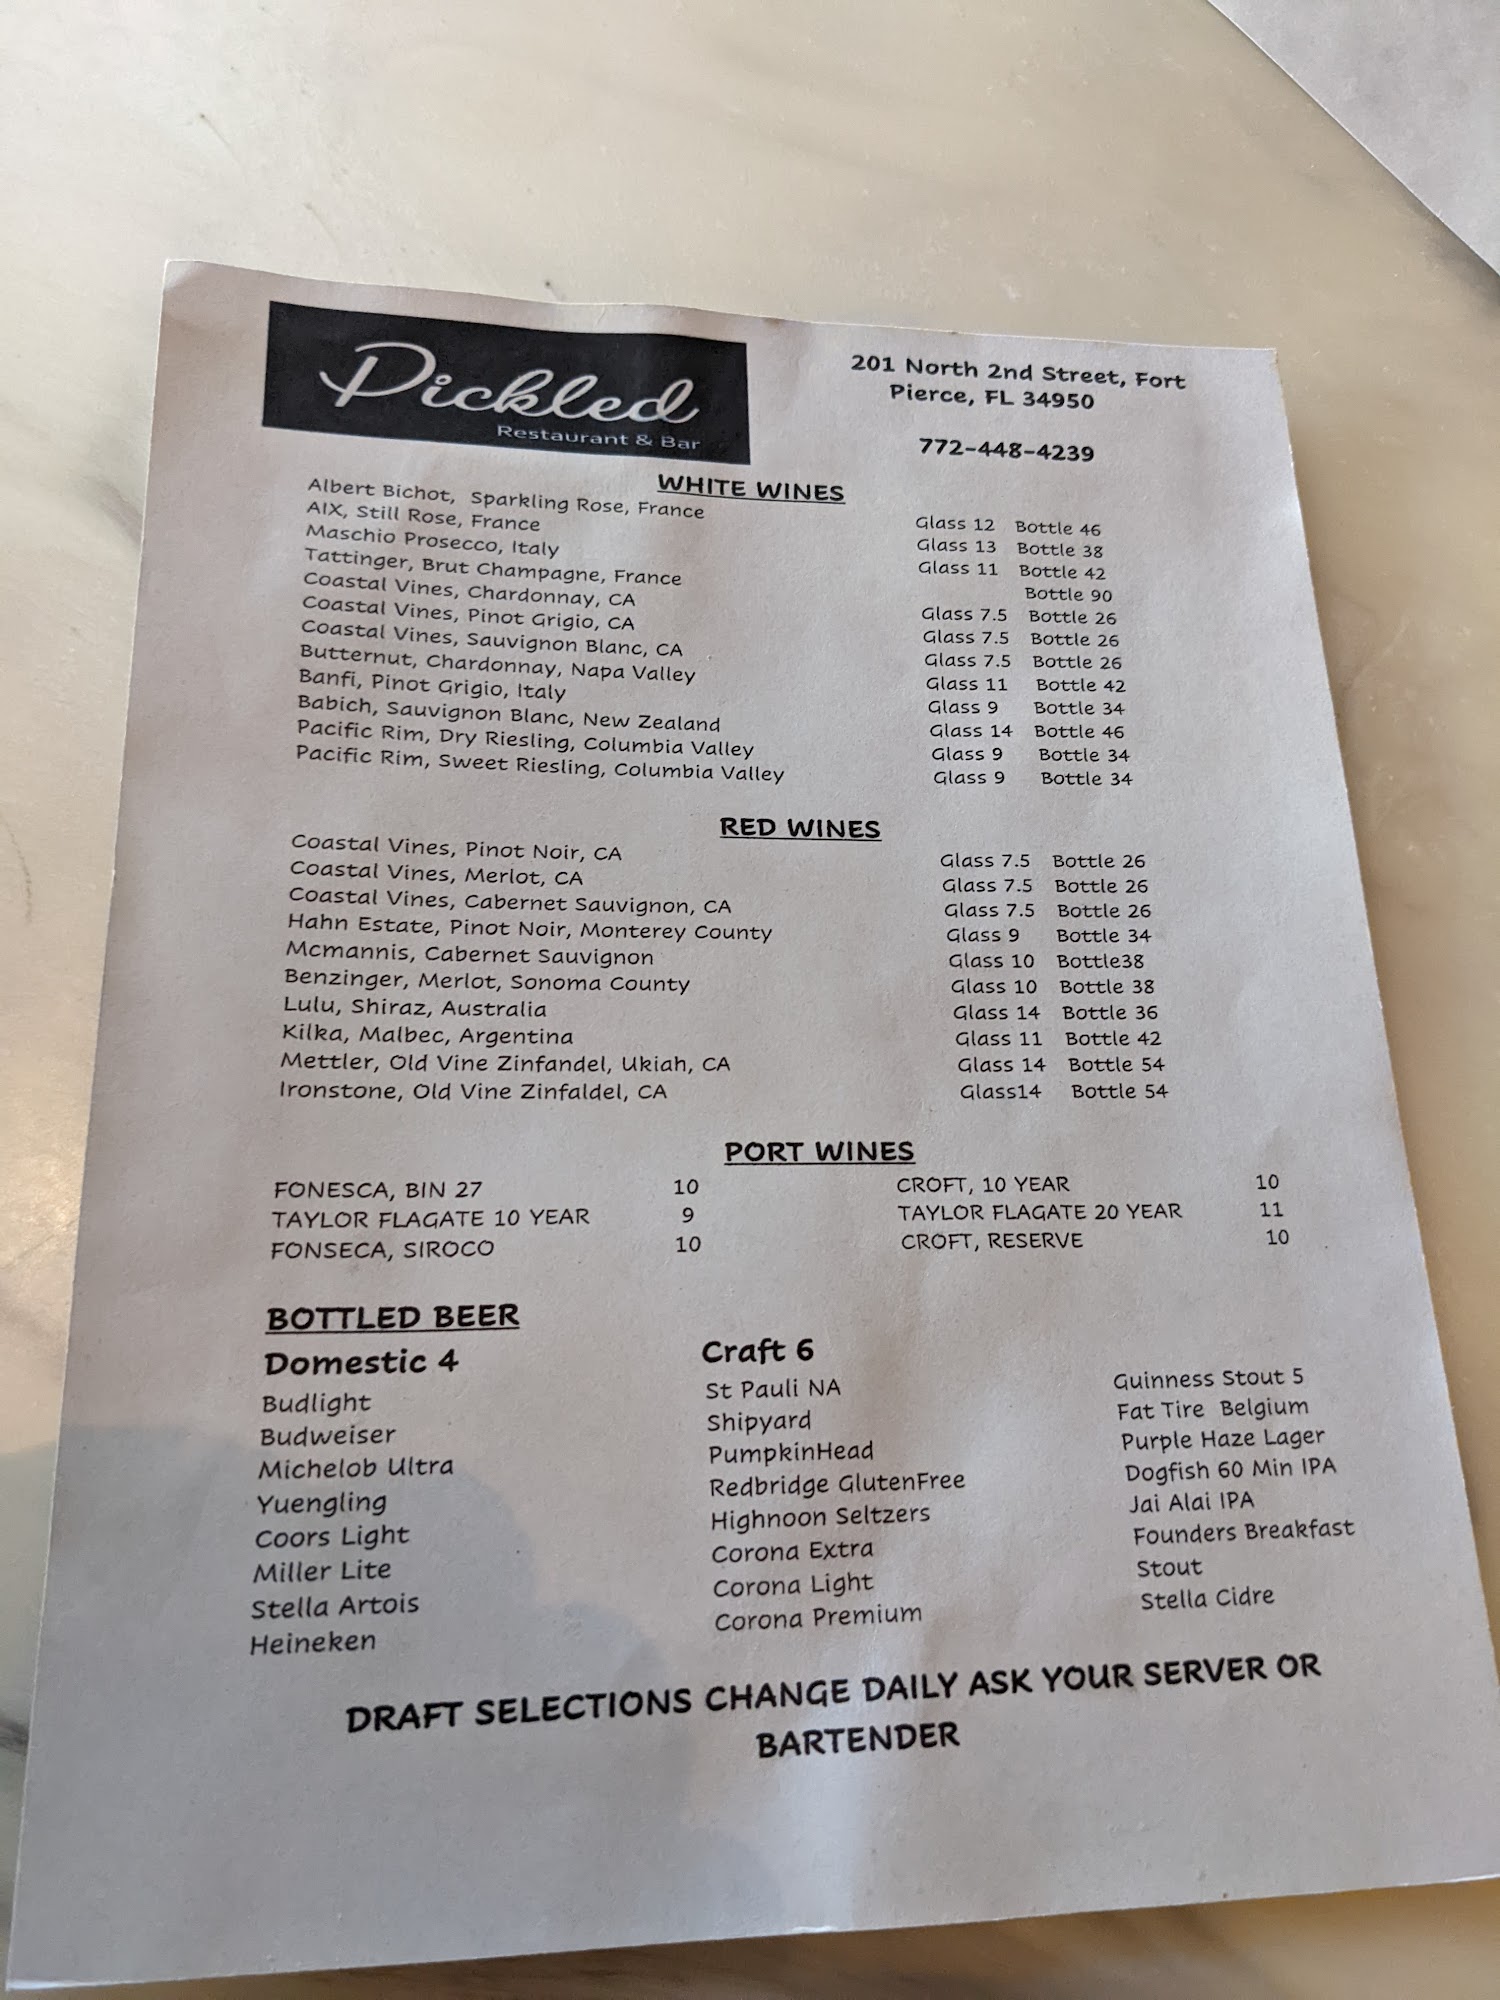 Pickled
Restaurant & Bar
201 North 2nd Street, Fort
Pierce, FL 34950
772-448-4239
WHITE WINES
Albert Bichot, Sparkling Rose, France Glass 12 Bottle 46
AIX, Still Rose, France Glass 13 Bottle 38
Maschio Prosecco, Italy Glass 11 Bottle 42
Tattinger, Brut Champagne, France Bottle 90
Coastal Vines, Chardonnay, CA Glass 7.5 Bottle 26
Coastal Vines, Pinot Grigio, CA Glass 7.5 Bottle 26
Coastal Vines, Sauvignon Blanc, CA Glass 7.5 Bottle 26
Butternut, Chardonnay, Napa Valley Glass 11 Bottle 42
Banfi, Pinot Grigio, Italy Glass 9 Bottle 34
Babich, Sauvignon Blanc, New Zealand Glass 14 Bottle 46
Pacific Rim, Dry Riesling, Columbia Valley Glass 9 Bottle 34
Pacific Rim, Sweet Riesling, Columbia Valley Glass 9 Bottle 34
RED WINES
Coastal Vines, Pinot Noir, CA Glass 7.5 Bottle 26
Coastal Vines, Merlot, CA Glass 7.5 Bottle 26
Coastal Vines, Cabernet Sauvignon, CA Glass 7.5 Bottle 26
Hahn Estate, Pinot Noir, Monterey County Glass 9 Bottle 34
Mcmannis, Cabernet Sauvignon Glass 10 Bottle38
Benzinger, Merlot, Sonoma County Glass 10 Bottle 38
Lulu, Shiraz, Australia Glass 14 Bottle 36
Kilka, Malbec, Argentina Glass 11 Bottle 42
Mettler, Old Vine Zinfandel, Ukiah, CA Glass 14 Bottle 54
Ironstone, Old Vine Zinfaldel, CA Glass14 Bottle 54
PORT WINES
FONESCA, BIN 27 10 CROFT, 10 YEAR 10
TAYLOR FLAGATE 10 YEAR 9 TAYLOR FLAGATE 20 YEAR 11
FONSECA, SIROCO 10 CROFT, RESERVE 10
BOTTLED BEER
Domestic 4
Budlight
Budweiser
Michelob Ultra
Yuengling
Coors Light
Miller Lite
Stella Artois
Heineken
Craft 6
St Pauli NA
Shipyard
PumpkinHead
Redbridge GlutenFree
Highnoon Seltzers
Corona Extra
Corona Light
Corona Premium
Guinness Stout 5
Fat Tire Belgium
Purple Haze Lager
Dogfish 60 Min IPA
Jai Alai IPA
Founders Breakfast
Stout
Stella Cidre
DRAFT SELECTIONS CHANGE DAILY ASK YOUR SERVER OR
BARTENDER